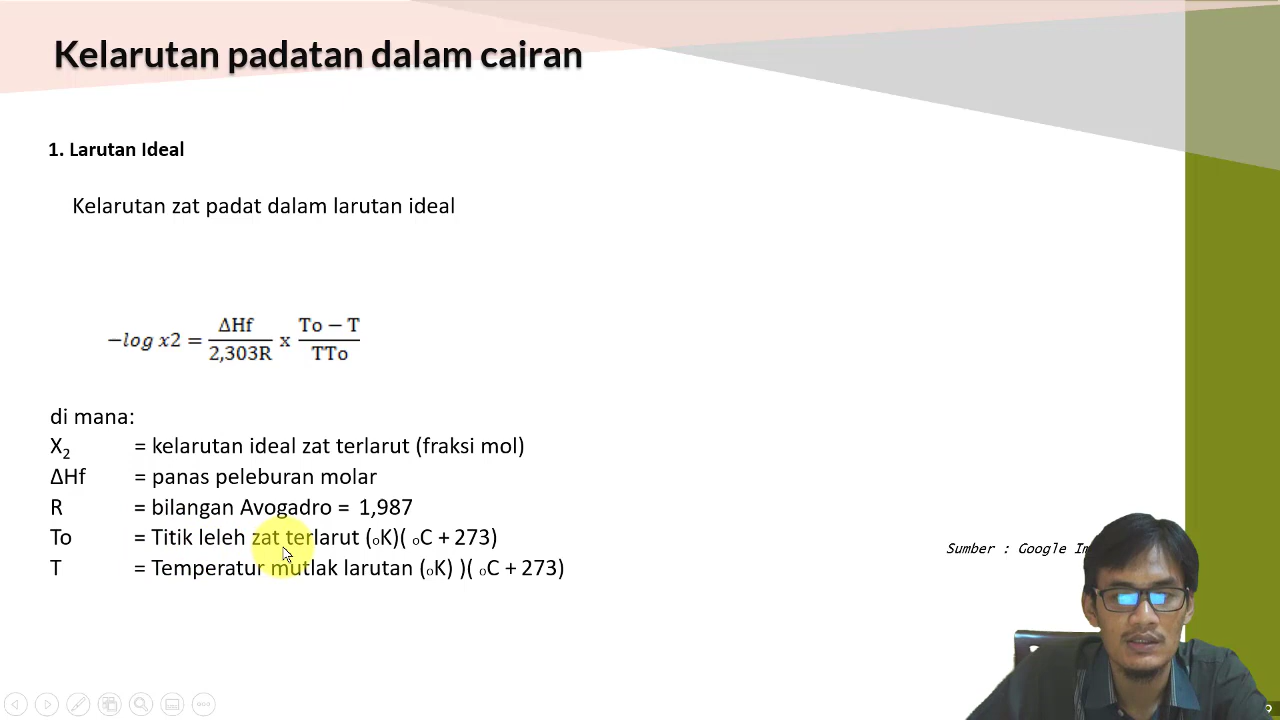 Kelarutan padatan dalam cairan
1. Larutan Ideal
Kelarutan zat padat dalam larutan ideal
−log x2 = ΔHf / 2,303R x To − T / TTo
di mana:
X₂ = kelarutan ideal zat terlarut (fraksi mol)
ΔHf = panas peleburan molar
R = bilangan Avogadro = 1,987
To = Titik leleh zat terlarut (oK)( oC + 273)
T = Temperatur mutlak larutan (oK) )( oC + 273)
Sumber : Google